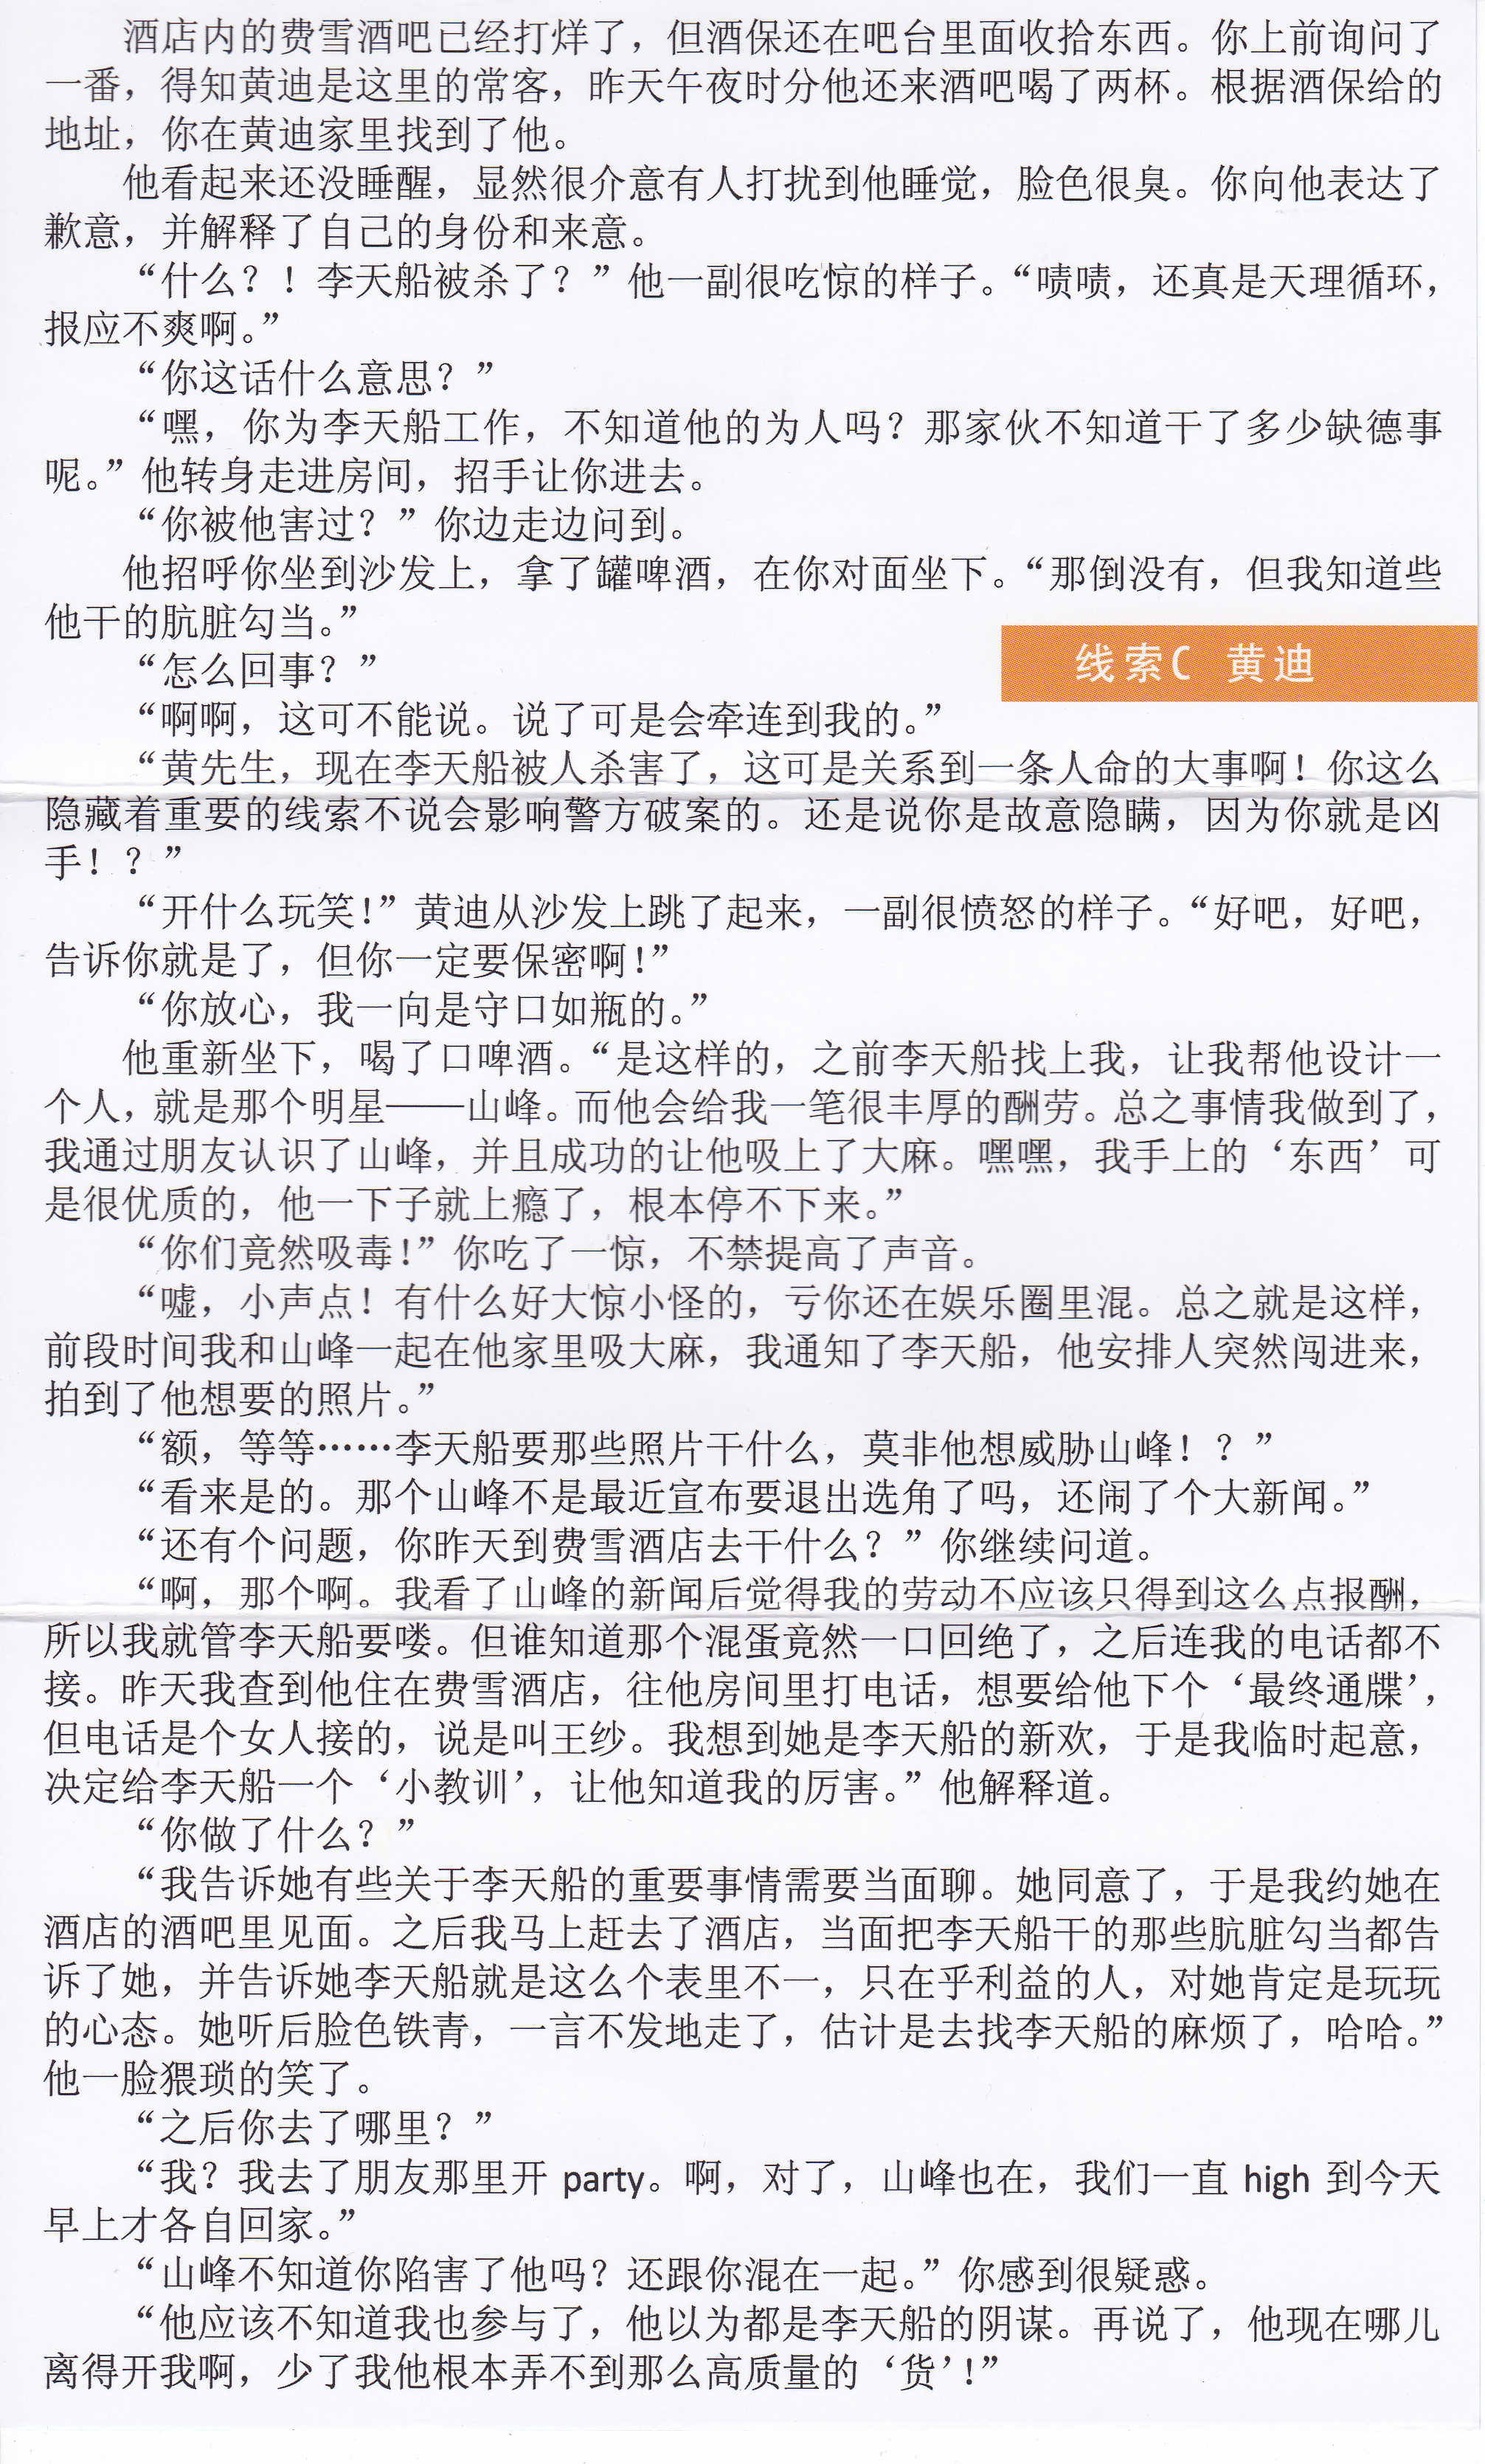 酒店内的费雪酒吧已经打烊了，但酒保还在吧台里面收拾东西。你上前询问了
一番，得知黄迪是这里的常客，昨天午夜时分他还来酒吧喝了两杯。根据酒保给的
地址，你在黄迪家里找到了他。
他看起来还没睡醒，显然很介意有人打扰到他睡觉，脸色很臭。你向他表达了
歉意，并解释了自己的身份和来意。
“什么？！李天船被杀了？”他一副很吃惊的样子。“啧啧，还真是天理循环，
报应不爽啊。”
“你这话什么意思？”
“嘿，你为李天船工作，不知道他的为人吗？那家伙不知道干了多少缺德事
呢。”他转身走进房间，招手让你进去。
“你被他害过？”你边走边问到。
他招呼你坐到沙发上，拿了罐啤酒，在你对面坐下。“那倒没有，但我知道些
他干的肮脏勾当。”
“怎么回事？”
线索C 黄迪
“啊啊，这可不能说。说了可是会牵连到我的。”
“黄先生，现在李天船被人杀害了，这可是关系到一条人命的大事啊！你这么
隐藏着重要的线索不说会影响警方破案的。还是说你是故意隐瞒，因为你就是凶
手！？”
“开什么玩笑！”黄迪从沙发上跳了起来，一副很愤怒的样子。“好吧，好吧，
告诉你就是了，但你一定要保密啊！”
“你放心，我一向是守口如瓶的。”
他重新坐下，喝了口啤酒。“是这样的，之前李天船找上我，让我帮他设计一
个人，就是那个明星——山峰。而他会给我一笔很丰厚的酬劳。总之事情我做到了，
我通过朋友认识了山峰，并且成功的让他吸上了大麻。嘿嘿，我手上的‘东西’可
是很优质的，他一下子就上瘾了，根本停不下来。”
“你们竟然吸毒！”你吃了一惊，不禁提高了声音。
“嘘，小声点！有什么好大惊小怪的，亏你还在娱乐圈里混。总之就是这样，
前段时间我和山峰一起在他家里吸大麻，我通知了李天船，他安排人突然闯进来，
拍到了他想要的照片。”
“额，等等……李天船要那些照片干什么，莫非他想威胁山峰！？”
“看来是的。那个山峰不是最近宣布要退出选角了吗，还闹了个大新闻。”
“还有个问题，你昨天到费雪酒店去干什么？”你继续问道。
“啊，那个啊。我看了山峰的新闻后觉得我的劳动不应该只得到这么点报酬，
所以我就管李天船要喽。但谁知道那个混蛋竟然一口回绝了，之后连我的电话都不
接。昨天我查到他住在费雪酒店，往他房间里打电话，想要给他下个‘最终通牒’，
但电话是个女人接的，说是叫王纱。我想到她是李天船的新欢，于是我临时起意，
决定给李天船一个‘小教训’，让他知道我的厉害。”他解释道。
“你做了什么？”
“我告诉她有些关于李天船的重要事情需要当面聊。她同意了，于是我约她在
酒店的酒吧里见面。之后我马上赶去了酒店，当面把李天船干的那些肮脏勾当都告
诉了她，并告诉她李天船就是这么个表里不一，只在乎利益的人，对她肯定是玩玩
的心态。她听后脸色铁青，一言不发地走了，估计是去找李天船的麻烦了，哈哈。”
他一脸猥琐的笑了。
“之后你去了哪里？”
“我？我去了朋友那里开 party。啊，对了，山峰也在，我们一直 high 到今天
早上才各自回家。”
“山峰不知道你陷害了他吗？还跟你混在一起。”你感到很疑惑。
“他应该不知道我也参与了，他以为都是李天船的阴谋。再说了，他现在哪儿
离得开我啊，少了我他根本弄不到那么高质量的‘货’！”